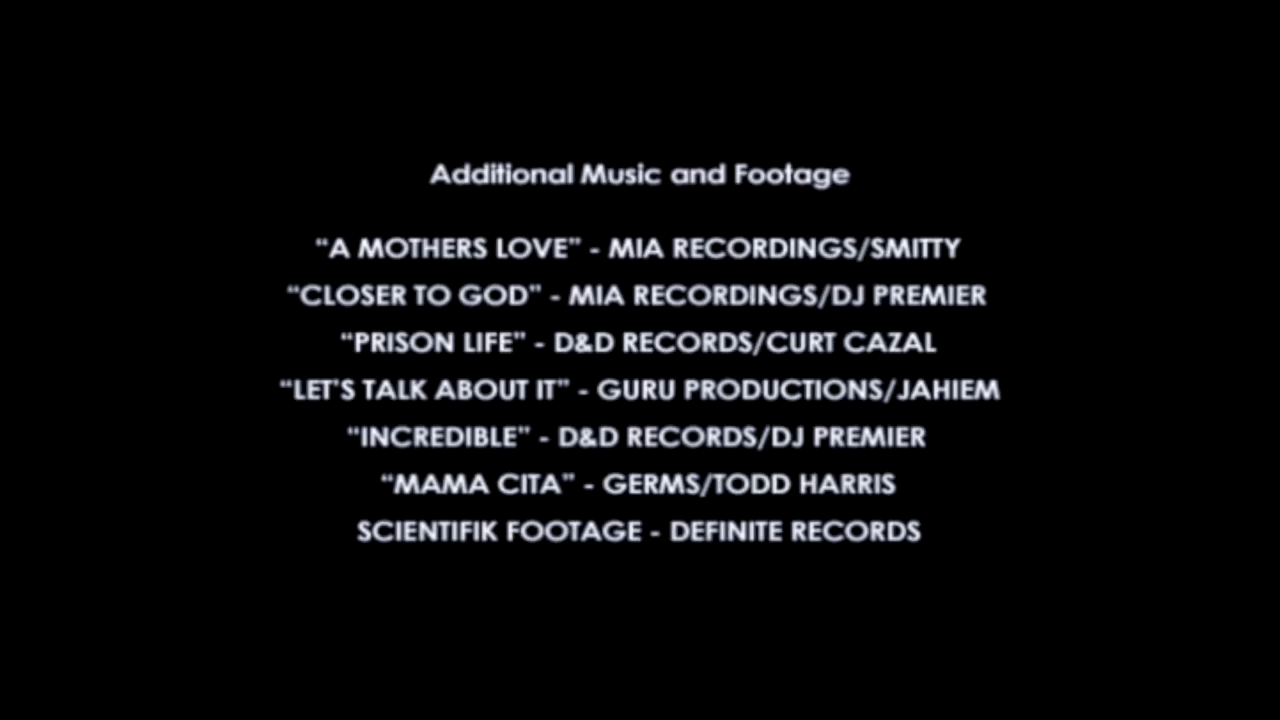 Additional Music and Footage
“A MOTHERS LOVE” - MIA RECORDINGS/SMITTY
“CLOSER TO GOD” - MIA RECORDINGS/DJ PREMIER
“PRISON LIFE” - D&D RECORDS/CURT CAZAL
“LET'S TALK ABOUT IT” - GURU PRODUCTIONS/JAHIEM
“INCREDIBLE” - D&D RECORDS/DJ PREMIER
“MAMA CITA” - GERMS/TODD HARRIS
SCIENTIFIK FOOTAGE - DEFINITE RECORDS